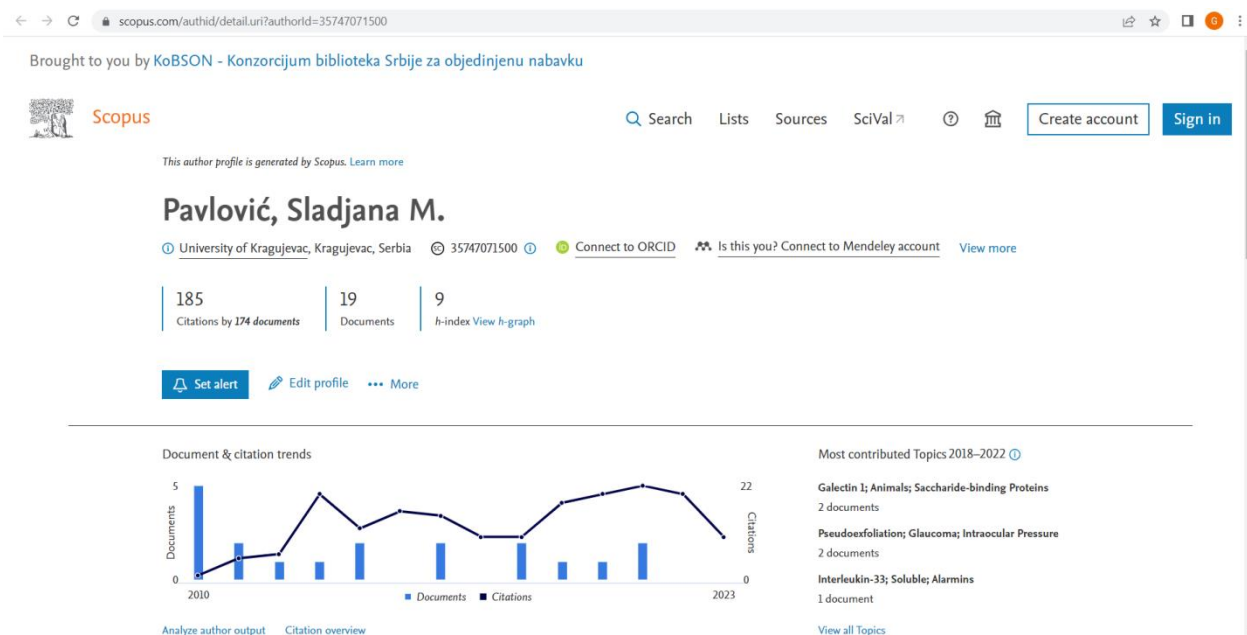 scopus.com/authid/detail.uri?authorId=35747071500
G
Brought to you by KoBSON - Konzorcijum biblioteka Srbije za objedinjenu nabavku
Scopus
Search Lists Sources SciVal ↗ Create account Sign in
This author profile is generated by Scopus. Learn more
Pavlović, Sladjana M.
University of Kragujevac, Kragujevac, Serbia 35747071500 Connect to ORCID Is this you? Connect to Mendeley account View more
185 19 9
Citations by 174 documents Documents h-index View h-graph
Set alert Edit profile ••• More
Document & citation trends
5 22
Documents Citations
0 0
2010 2023
Documents Citations
Analyze author output Citation overview
Most contributed Topics 2018–2022
Galectin 1; Animals; Saccharide-binding Proteins
2 documents
Pseudoexfoliation; Glaucoma; Intraocular Pressure
2 documents
Interleukin-33; Soluble; Alarmins
1 document
View all Topics